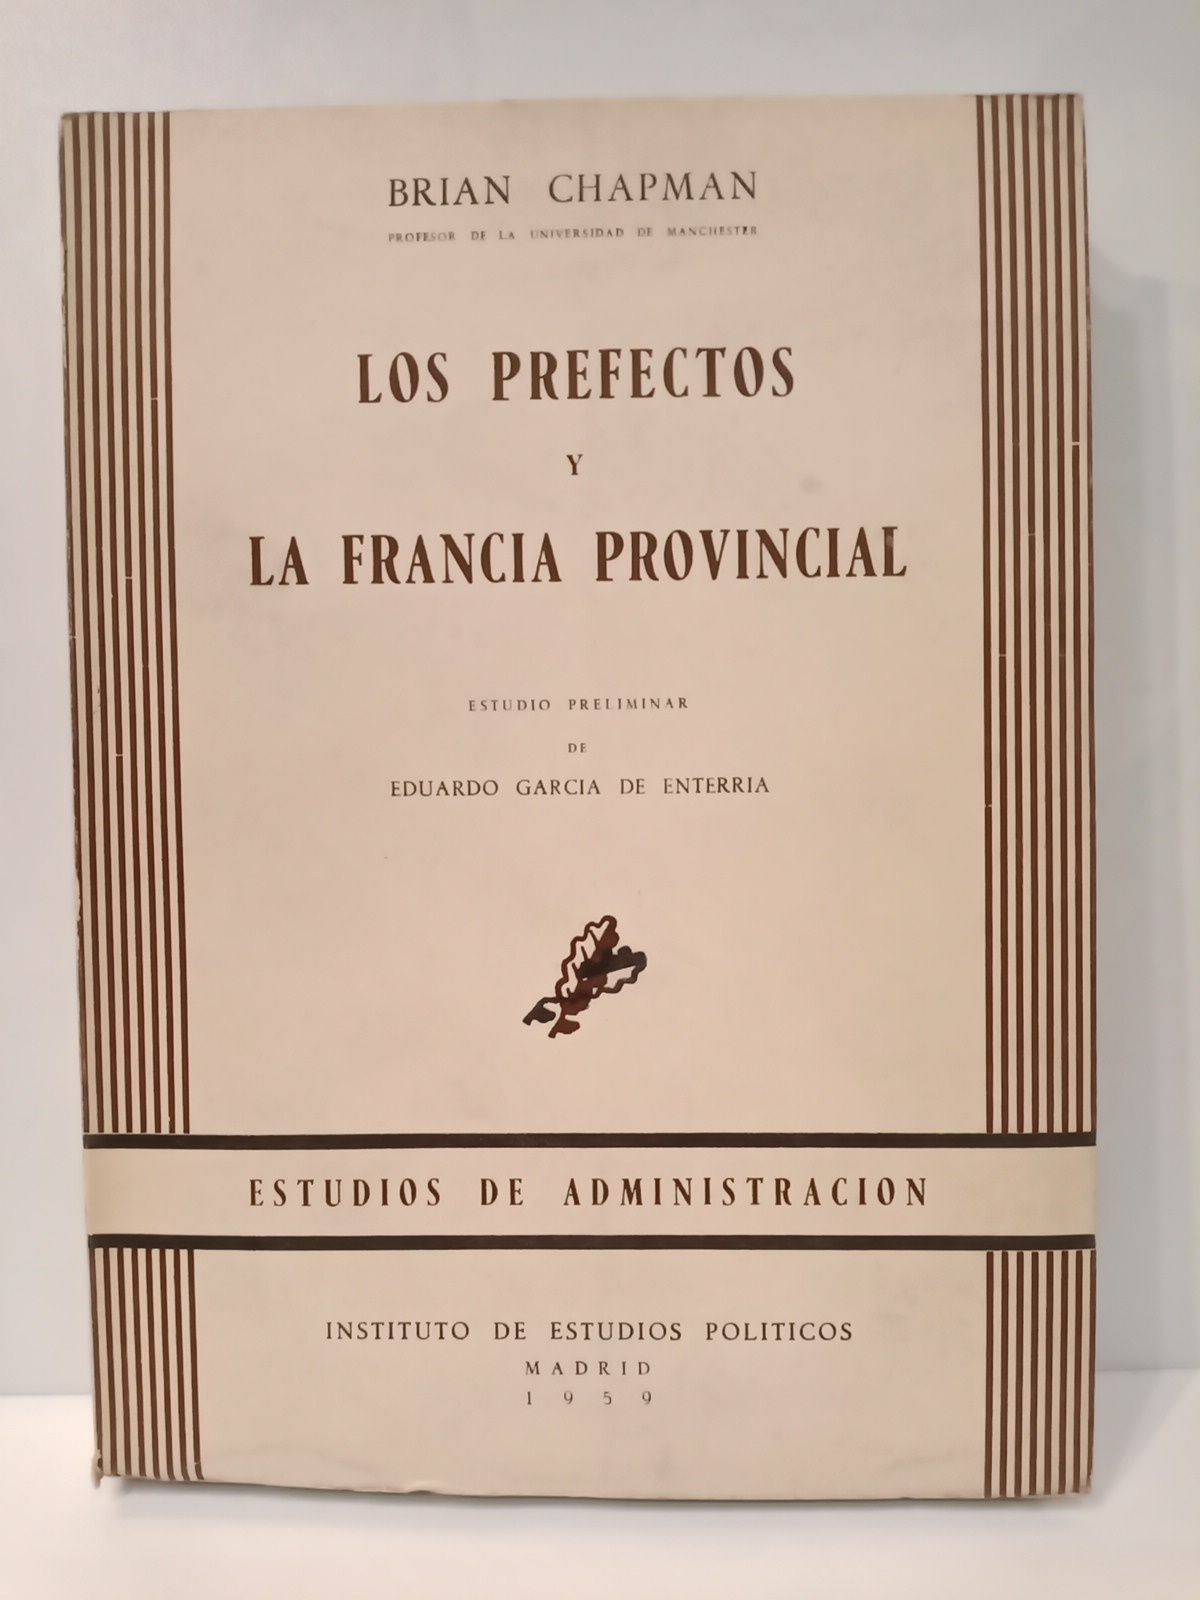 BRIAN CHAPMAN
PROFESOR DE LA UNIVERSIDAD DE MANCHESTER
LOS PREFECTOS
Y
LA FRANCIA PROVINCIAL
ESTUDIO PRELIMINAR
DE
EDUARDO GARCIA DE ENTERRIA
ESTUDIOS DE ADMINISTRACION
INSTITUTO DE ESTUDIOS POLITICOS
MADRID
1959